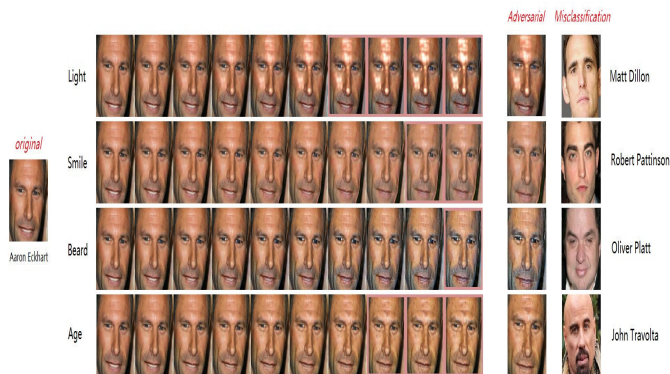 Adversarial Misclassification
Light
Matt Dillon
original
Smile
Robert Pattinson
Aaron Eckhart
Beard
Oliver Platt
Age
John Travolta